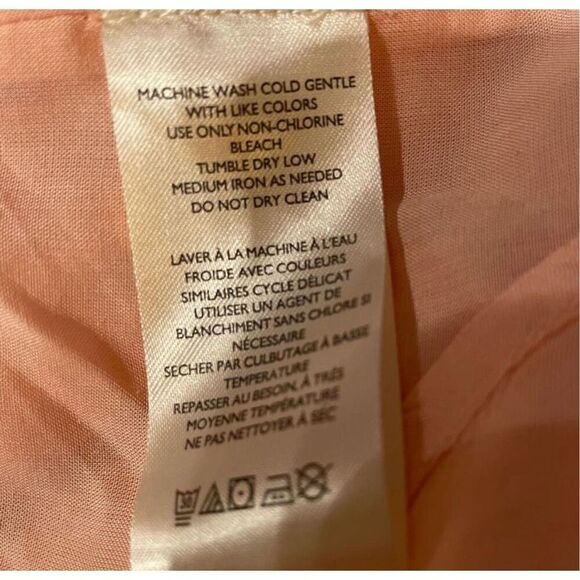 MACHINE WASH COLD GENTLE
WITH LIKE COLORS
USE ONLY NON-CHLORINE
BLEACH
TUMBLE DRY LOW
MEDIUM IRON AS NEEDED
DO NOT DRY CLEAN
LAVER À LA MACHINE À L'EAU
FROIDE AVEC COULEURS
SIMILAIRES CYCLE DÉLICAT
UTILISER UN AGENT DE
BLANCHIMENT SANS CHLORE SI
NÉCESSAIRE
SECHER PAR CULBUTAGE À BASSE
TEMPERATURE
REPASSER AU BESOIN, À TRÈS
MOYENNE TEMPÉRATURE
NE PAS NETTOYER À SEC
30